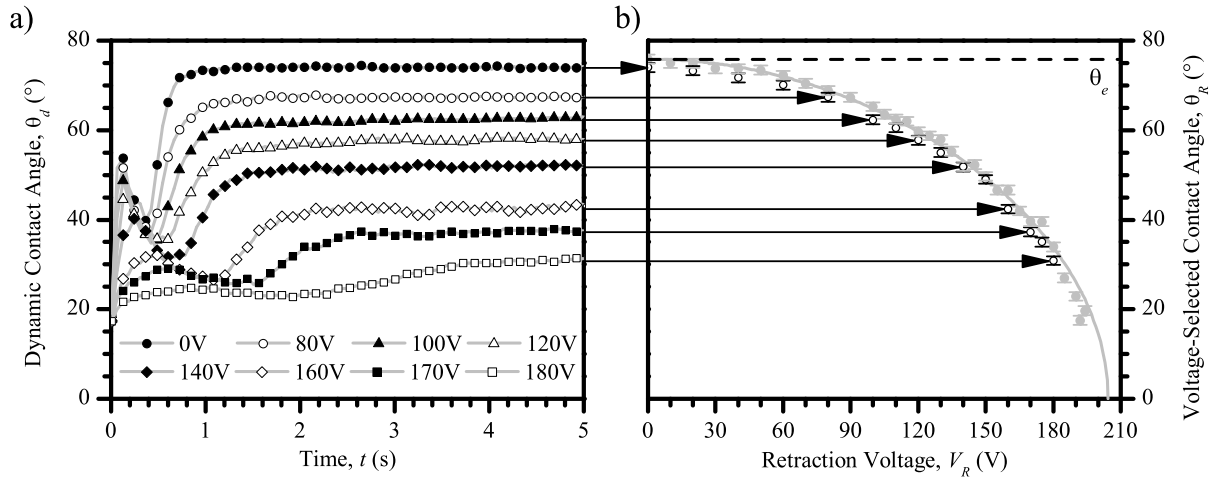 a)
Dynamic Contact Angle, θd (°)
80
60
40
20
0
0V 80V 100V 120V
140V 160V 170V 180V
0 1 2 3 4 5
Time, t (s)
b)
θe
0 30 60 90 120 150 180 210
Retraction Voltage, VR (V)
80
60
40
20
0
Voltage-Selected Contact Angle, θR (°)